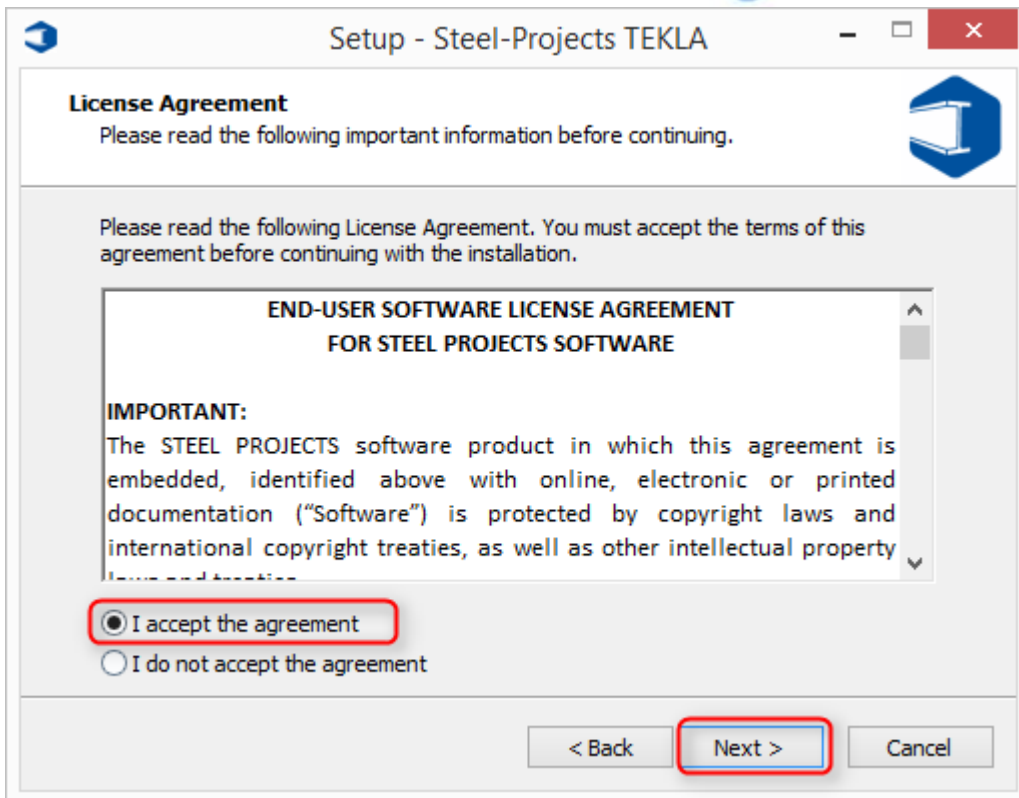 Setup - Steel-Projects TEKLA
License Agreement
Please read the following important information before continuing.
Please read the following License Agreement. You must accept the terms of this
agreement before continuing with the installation.
END-USER SOFTWARE LICENSE AGREEMENT
FOR STEEL PROJECTS SOFTWARE
IMPORTANT:
The STEEL PROJECTS software product in which this agreement is
embedded, identified above with online, electronic or printed
documentation (“Software”) is protected by copyright laws and
international copyright treaties, as well as other intellectual property
laws and treaties
I accept the agreement
I do not accept the agreement
< Back Next > Cancel